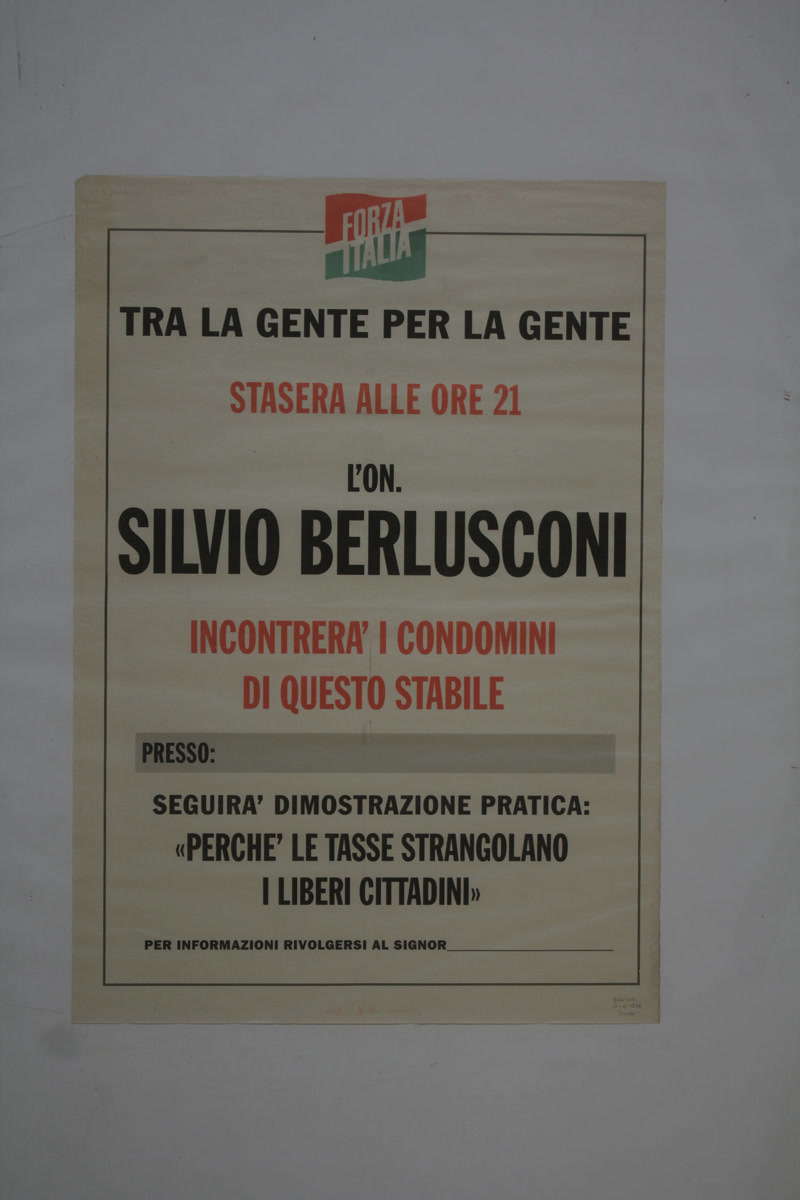 FORZA
ITALIA
TRA LA GENTE PER LA GENTE
STASERA ALLE ORE 21
L'ON.
SILVIO BERLUSCONI
INCONTRERA' I CONDOMINI
DI QUESTO STABILE
PRESSO:
SEGUIRA' DIMOSTRAZIONE PRATICA:
«PERCHE' LE TASSE STRANGOLANO
I LIBERI CITTADINI»
PER INFORMAZIONI RIVOLGERSI AL SIGNOR